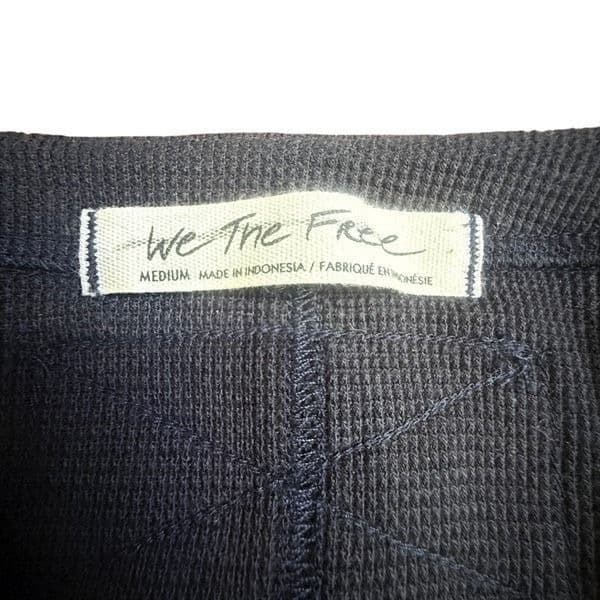 We The Free
MEDIUM MADE IN INDONESIA / FABRIQUÉ EN INDONÉSIE